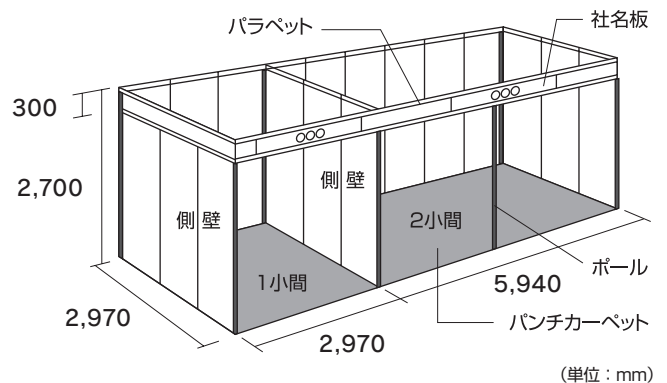 パラペット
社名板
300
○○○
○○○
2,700
側 壁
側 壁
2小間
1小間
ポール
5,940
2,970
2,970
パンチカーペット
(単位：mm)